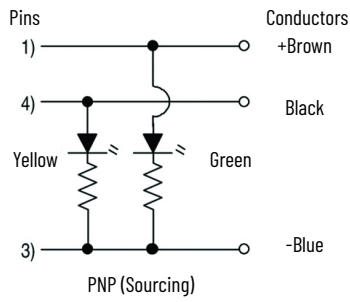 Pins Conductors
1) +Brown
4) Black
Yellow Green
3) -Blue
PNP (Sourcing)